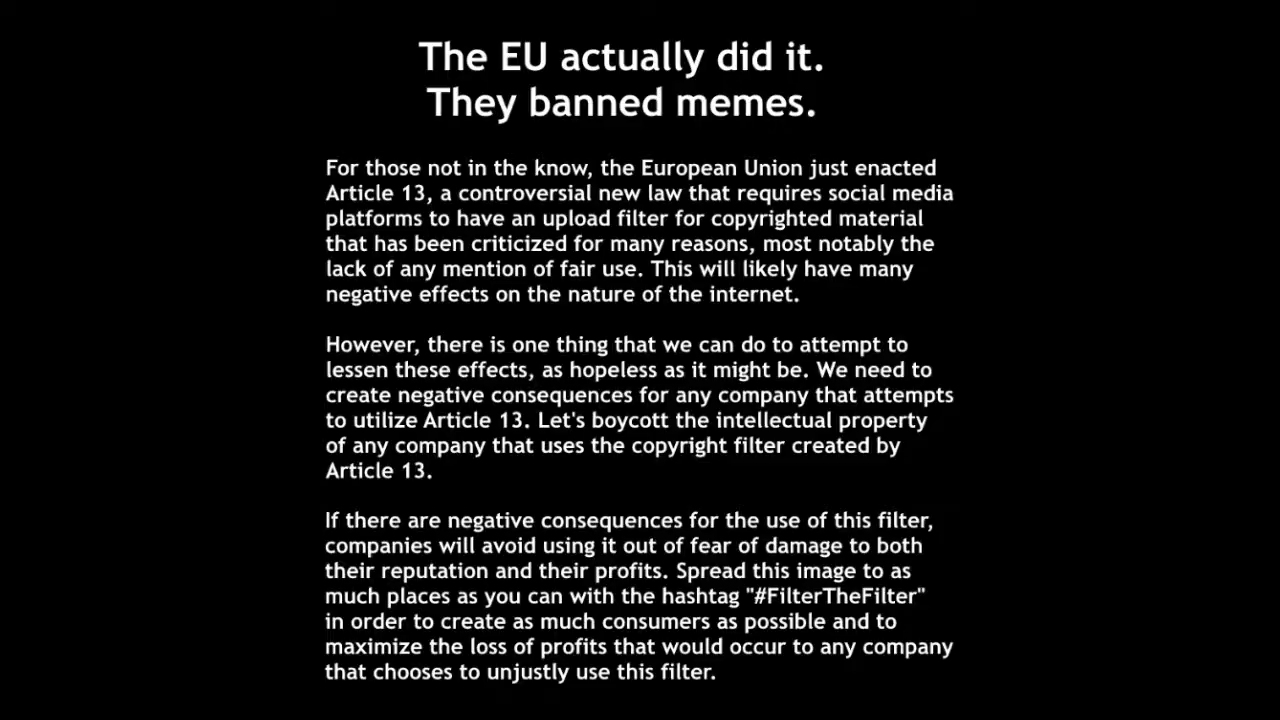 The EU actually did it.
They banned memes.
For those not in the know, the European Union just enacted
Article 13, a controversial new law that requires social media
platforms to have an upload filter for copyrighted material
that has been criticized for many reasons, most notably the
lack of any mention of fair use. This will likely have many
negative effects on the nature of the internet.
However, there is one thing that we can do to attempt to
lessen these effects, as hopeless as it might be. We need to
create negative consequences for any company that attempts
to utilize Article 13. Let's boycott the intellectual property
of any company that uses the copyright filter created by
Article 13.
If there are negative consequences for the use of this filter,
companies will avoid using it out of fear of damage to both
their reputation and their profits. Spread this image to as
much places as you can with the hashtag "#FilterTheFilter"
in order to create as much consumers as possible and to
maximize the loss of profits that would occur to any company
that chooses to unjustly use this filter.